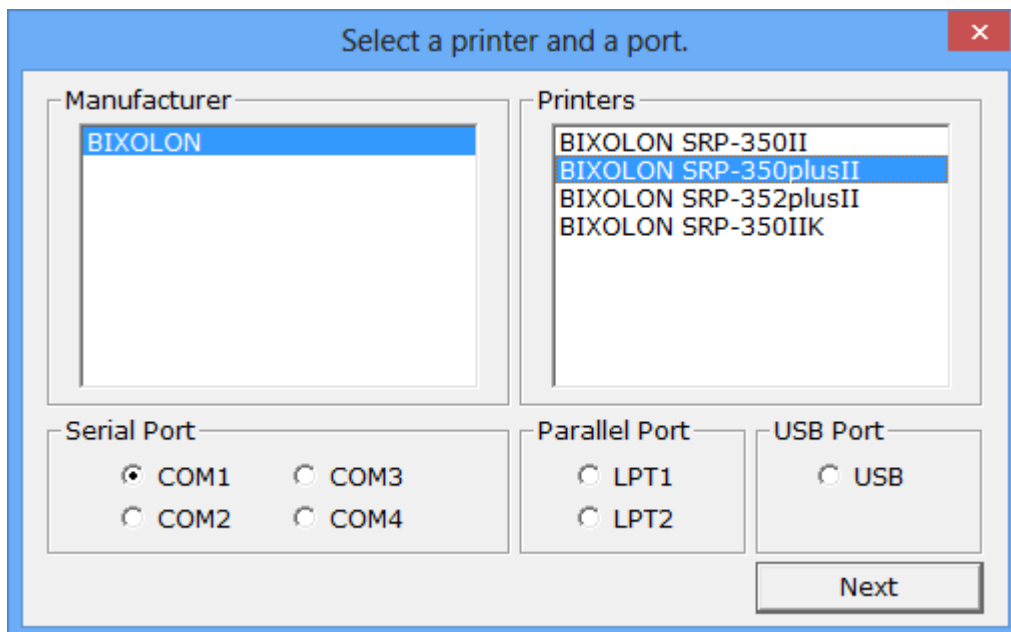 Select a printer and a port.
Manufacturer
BIXOLON
Printers
BIXOLON SRP-350II
BIXOLON SRP-350plusII
BIXOLON SRP-352plusII
BIXOLON SRP-350IIK
Serial Port
COM1 COM3
COM2 COM4
Parallel Port
LPT1
LPT2
USB Port
USB
Next